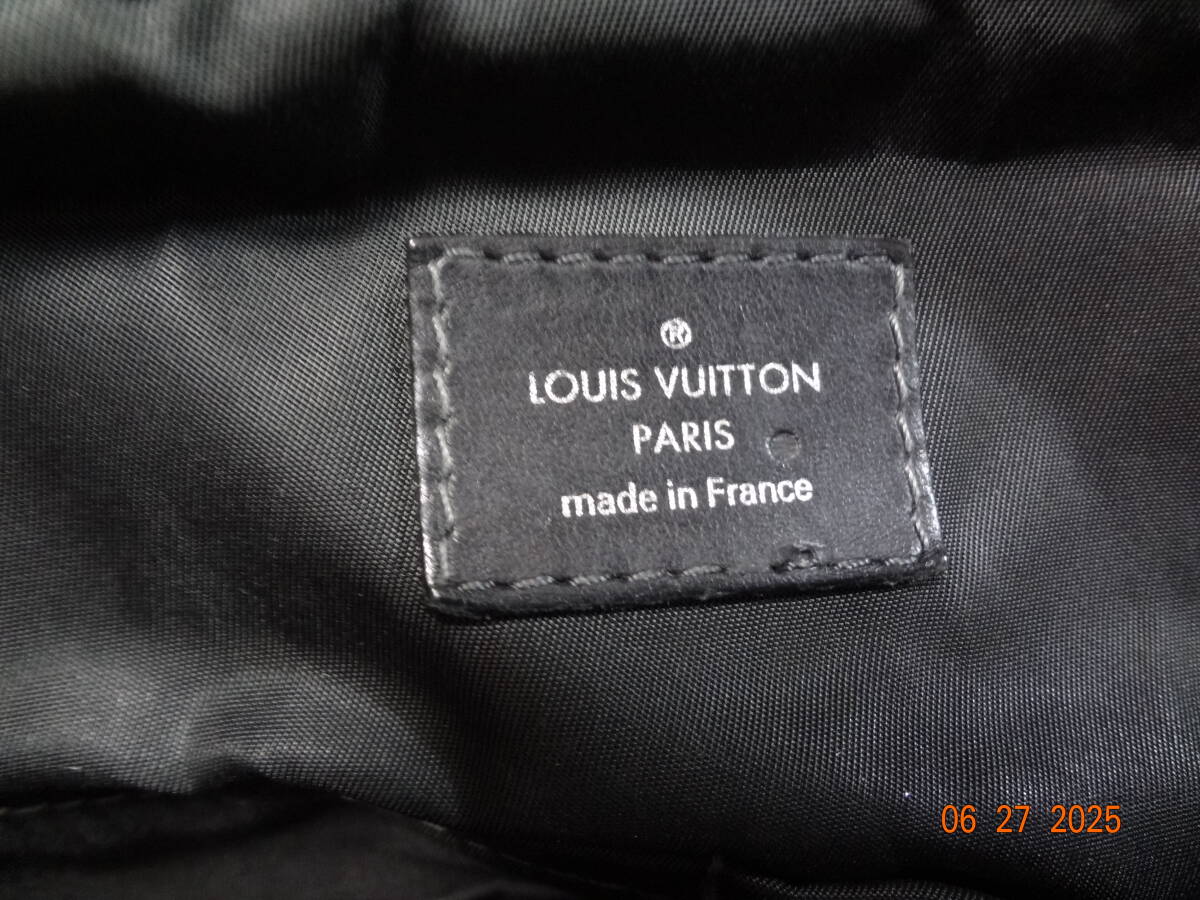 ®
LOUIS VUITTON
PARIS
made in France
06 27 2025